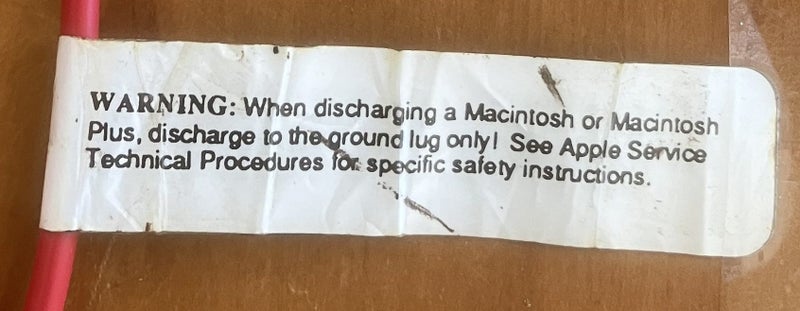 WARNING: When discharging a Macintosh or Macintosh
Plus, discharge to the ground lug only! See Apple Service
Technical Procedures for specific safety instructions.